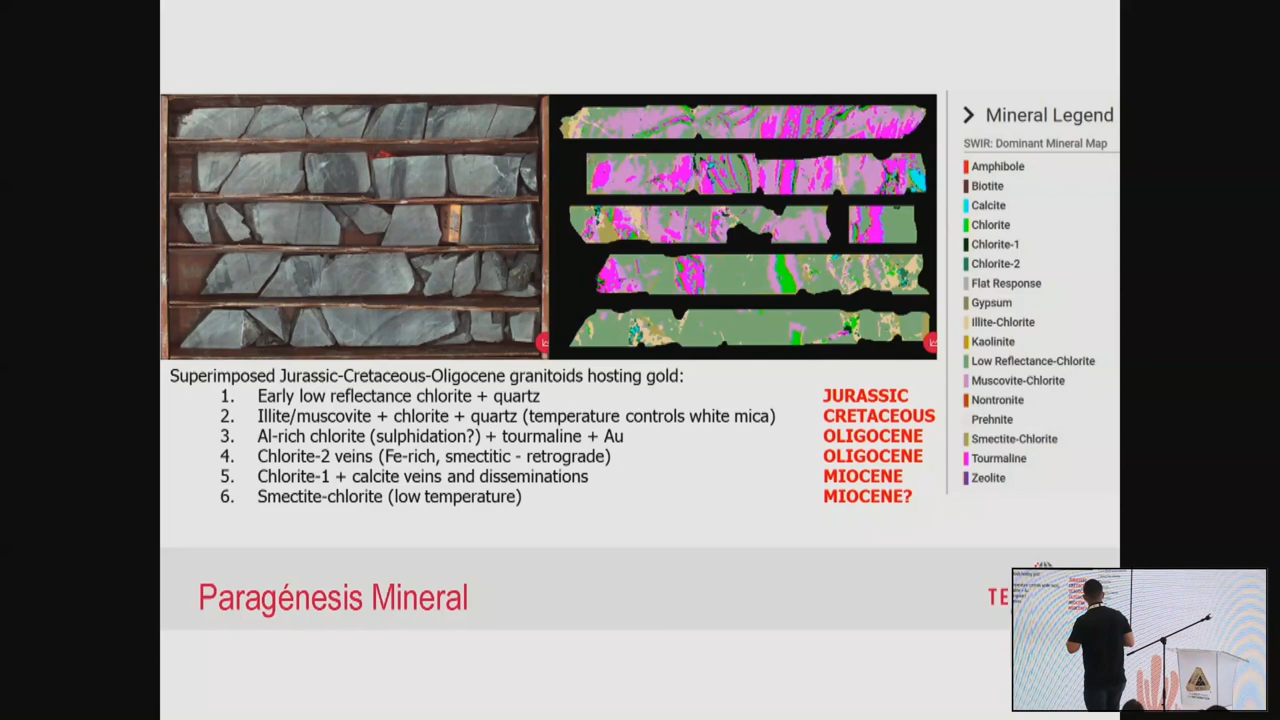 Mineral Legend
SWIR: Dominant Mineral Map
Amphibole
Biotite
Calcite
Chlorite
Chlorite-1
Chlorite-2
Flat Response
Gypsum
Illite-Chlorite
Kaolinite
Low Reflectance-Chlorite
Muscovite-Chlorite
Nontronite
Prehnite
Smectite-Chlorite
Tourmaline
Zeolite
Superimposed Jurassic-Cretaceous-Oligocene granitoids hosting gold:
1. Early low reflectance chlorite + quartz JURASSIC
2. Illite/muscovite + chlorite + quartz (temperature controls white mica) CRETACEOUS
3. Al-rich chlorite (sulphidation?) + tourmaline + Au OLIGOCENE
4. Chlorite-2 veins (Fe-rich, smectitic - retrograde) OLIGOCENE
5. Chlorite-1 + calcite veins and disseminations MIOCENE
6. Smectite-chlorite (low temperature) MIOCENE?
Paragénesis Mineral
TE